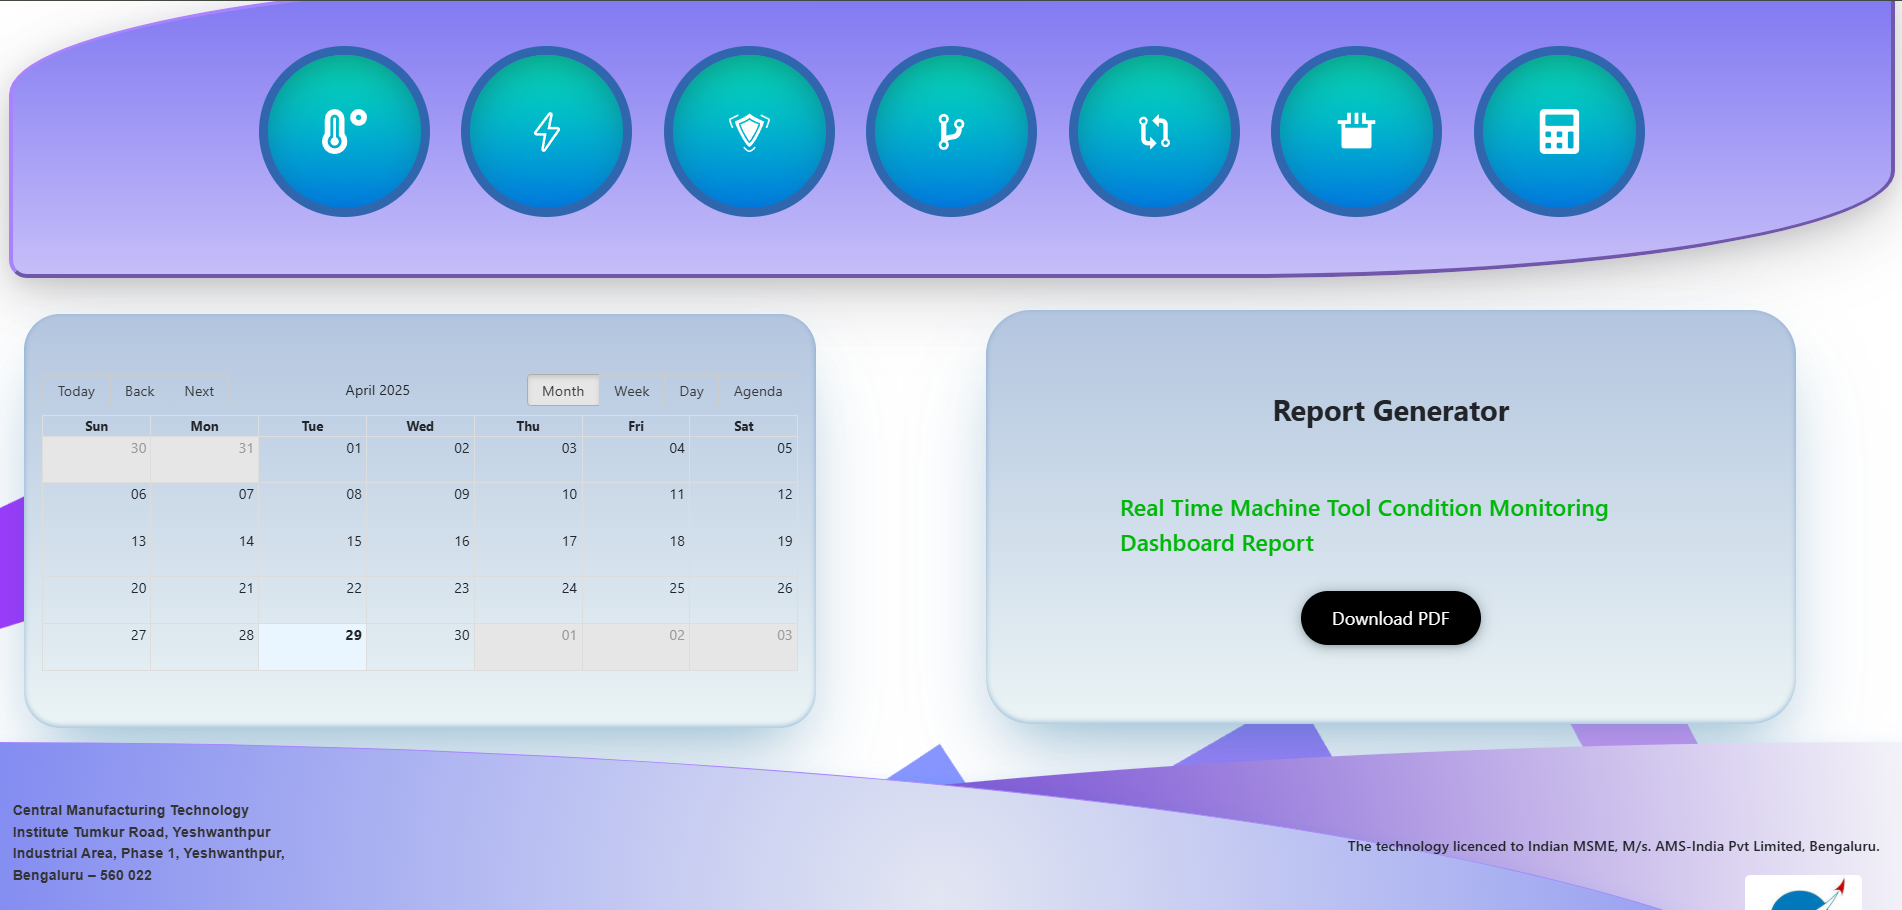 Today Back Next April 2025 Month Week Day Agenda
Sun Mon Tue Wed Thu Fri Sat
30 31 01 02 03 04 05
06 07 08 09 10 11 12
13 14 15 16 17 18 19
20 21 22 23 24 25 26
27 28 29 30 01 02 03
Report Generator
Real Time Machine Tool Condition Monitoring
Dashboard Report
Download PDF
Central Manufacturing Technology
Institute Tumkur Road, Yeshwanthpur
Industrial Area, Phase 1, Yeshwanthpur,
Bengaluru – 560 022
The technology licenced to Indian MSME, M/s. AMS-India Pvt Limited, Bengaluru.